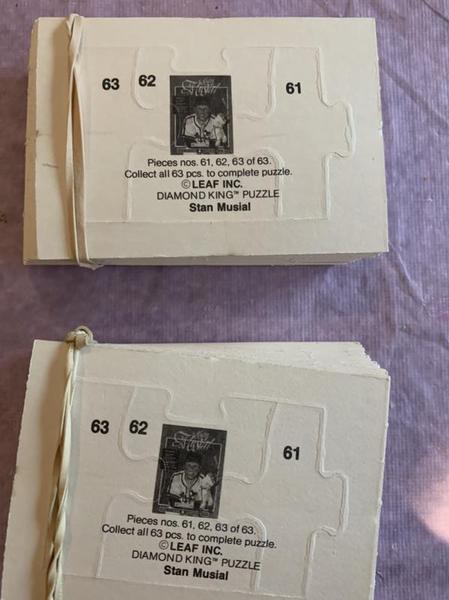 63 62 61
Pieces nos. 61, 62, 63 of 63.
Collect all 63 pcs. to complete puzzle.
© LEAF INC.
DIAMOND KING™ PUZZLE
Stan Musial
63 62 61
Pieces nos. 61, 62, 63 of 63.
Collect all 63 pcs. to complete puzzle.
© LEAF INC.
DIAMOND KING™ PUZZLE
Stan Musial